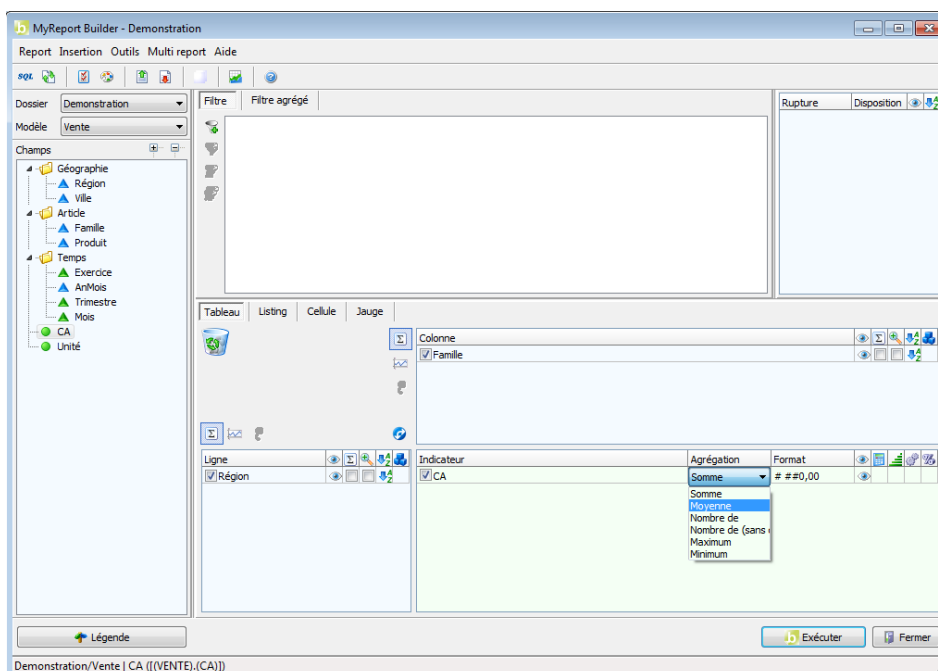 MyReport Builder - Demonstration
Report Insertion Outils Multi report Aide
SQL
Dossier Demonstration
Modèle Vente
Champs
Géographie
Région
Ville
Article
Famille
Produit
Temps
Exercice
AnMois
Trimestre
Mois
CA
Unité
Filtre Filtre agrégé
Rupture Disposition
Tableau Listing Cellule Jauge
Colonne
Famille
Ligne
Région
Indicateur Agrégation Format
CA Somme # ##0,00
Somme
Moyenne
Nombre de
Nombre de (sans
Maximum
Minimum
Légende
Exécuter Fermer
Demonstration/Vente | CA ([(VENTE).(CA)])